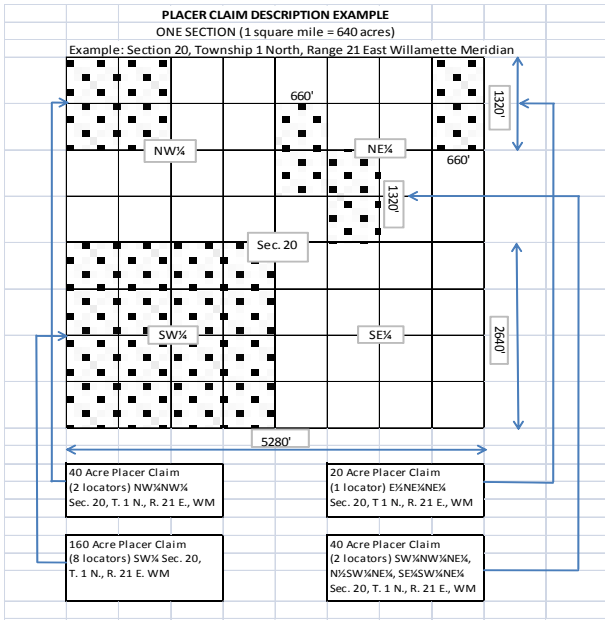 PLACER CLAIM DESCRIPTION EXAMPLE
ONE SECTION (1 square mile = 640 acres)
Example: Section 20, Township 1 North, Range 21 East Willamette Meridian
660'
1320'
NW¼
NE¼
660'
1320'
Sec. 20
SW¼
SE¼
2640'
5280'
40 Acre Placer Claim
(2 locators) NW¼NW¼
Sec. 20, T. 1 N., R. 21 E., WM
20 Acre Placer Claim
(1 locator) E½NE¼NE¼
Sec. 20, T 1 N., R. 21 E., WM
160 Acre Placer Claim
(8 locators) SW¼ Sec. 20,
T. 1 N., R. 21 E. WM
40 Acre Placer Claim
(2 locators) SW¼NW¼NE¼,
N½SW¼NE¼, SE¼SW¼NE¼
Sec. 20, T. 1 N., R. 21 E., WM